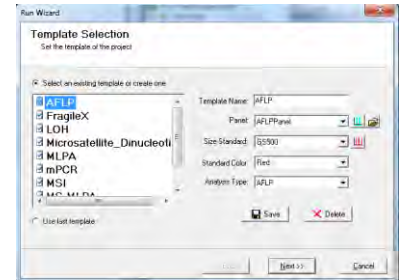 Run Wizard
Template Selection
Set the template of the project
Select an existing template or create one
AFLP
FragileX
LOH
Microsatellite_Dinucleoti
MLPA
mPCR
MSI
MS-MLPA
Use last template
Template Name: AFLP
Panel: AFLPPanel
Size Standard: GS500
Standard Color: Red
Analysis Type: AFLP
Save
Delete
Next >>
Cancel